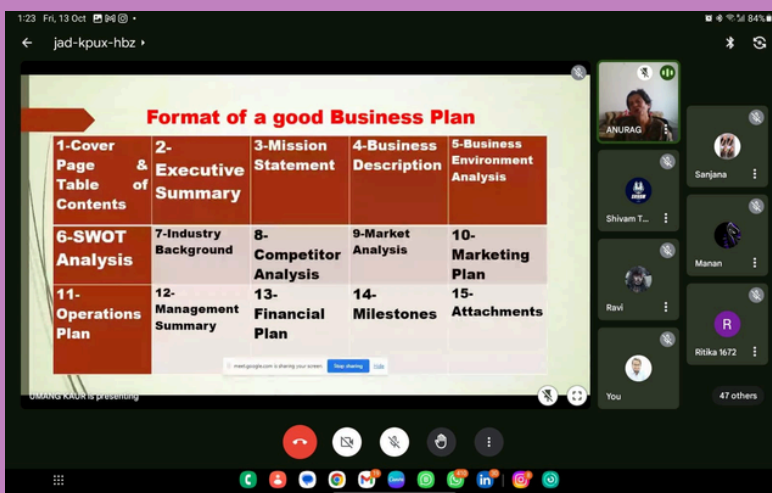 1:23 Fri, 13 Oct
84%
jad-kpux-hbz
Format of a good Business Plan
1-Cover
Page &
Table of
Contents
2-
Executive
Summary
3-Mission
Statement
4-Business
Description
5-Business
Environment
Analysis
6-SWOT
Analysis
7-Industry
Background
8-
Competitor
Analysis
9-Market
Analysis
10-
Marketing
Plan
11-
Operations
Plan
12-
Management
Summary
13-
Financial
Plan
14-
Milestones
15-
Attachments
meet.google.com is sharing your screen.
Stop sharing
Hide
UMANG KAUR is presenting
ANURAG
Sanjana
Shivam T...
Manan
Ravi
R
Ritika 1672
You
47 others